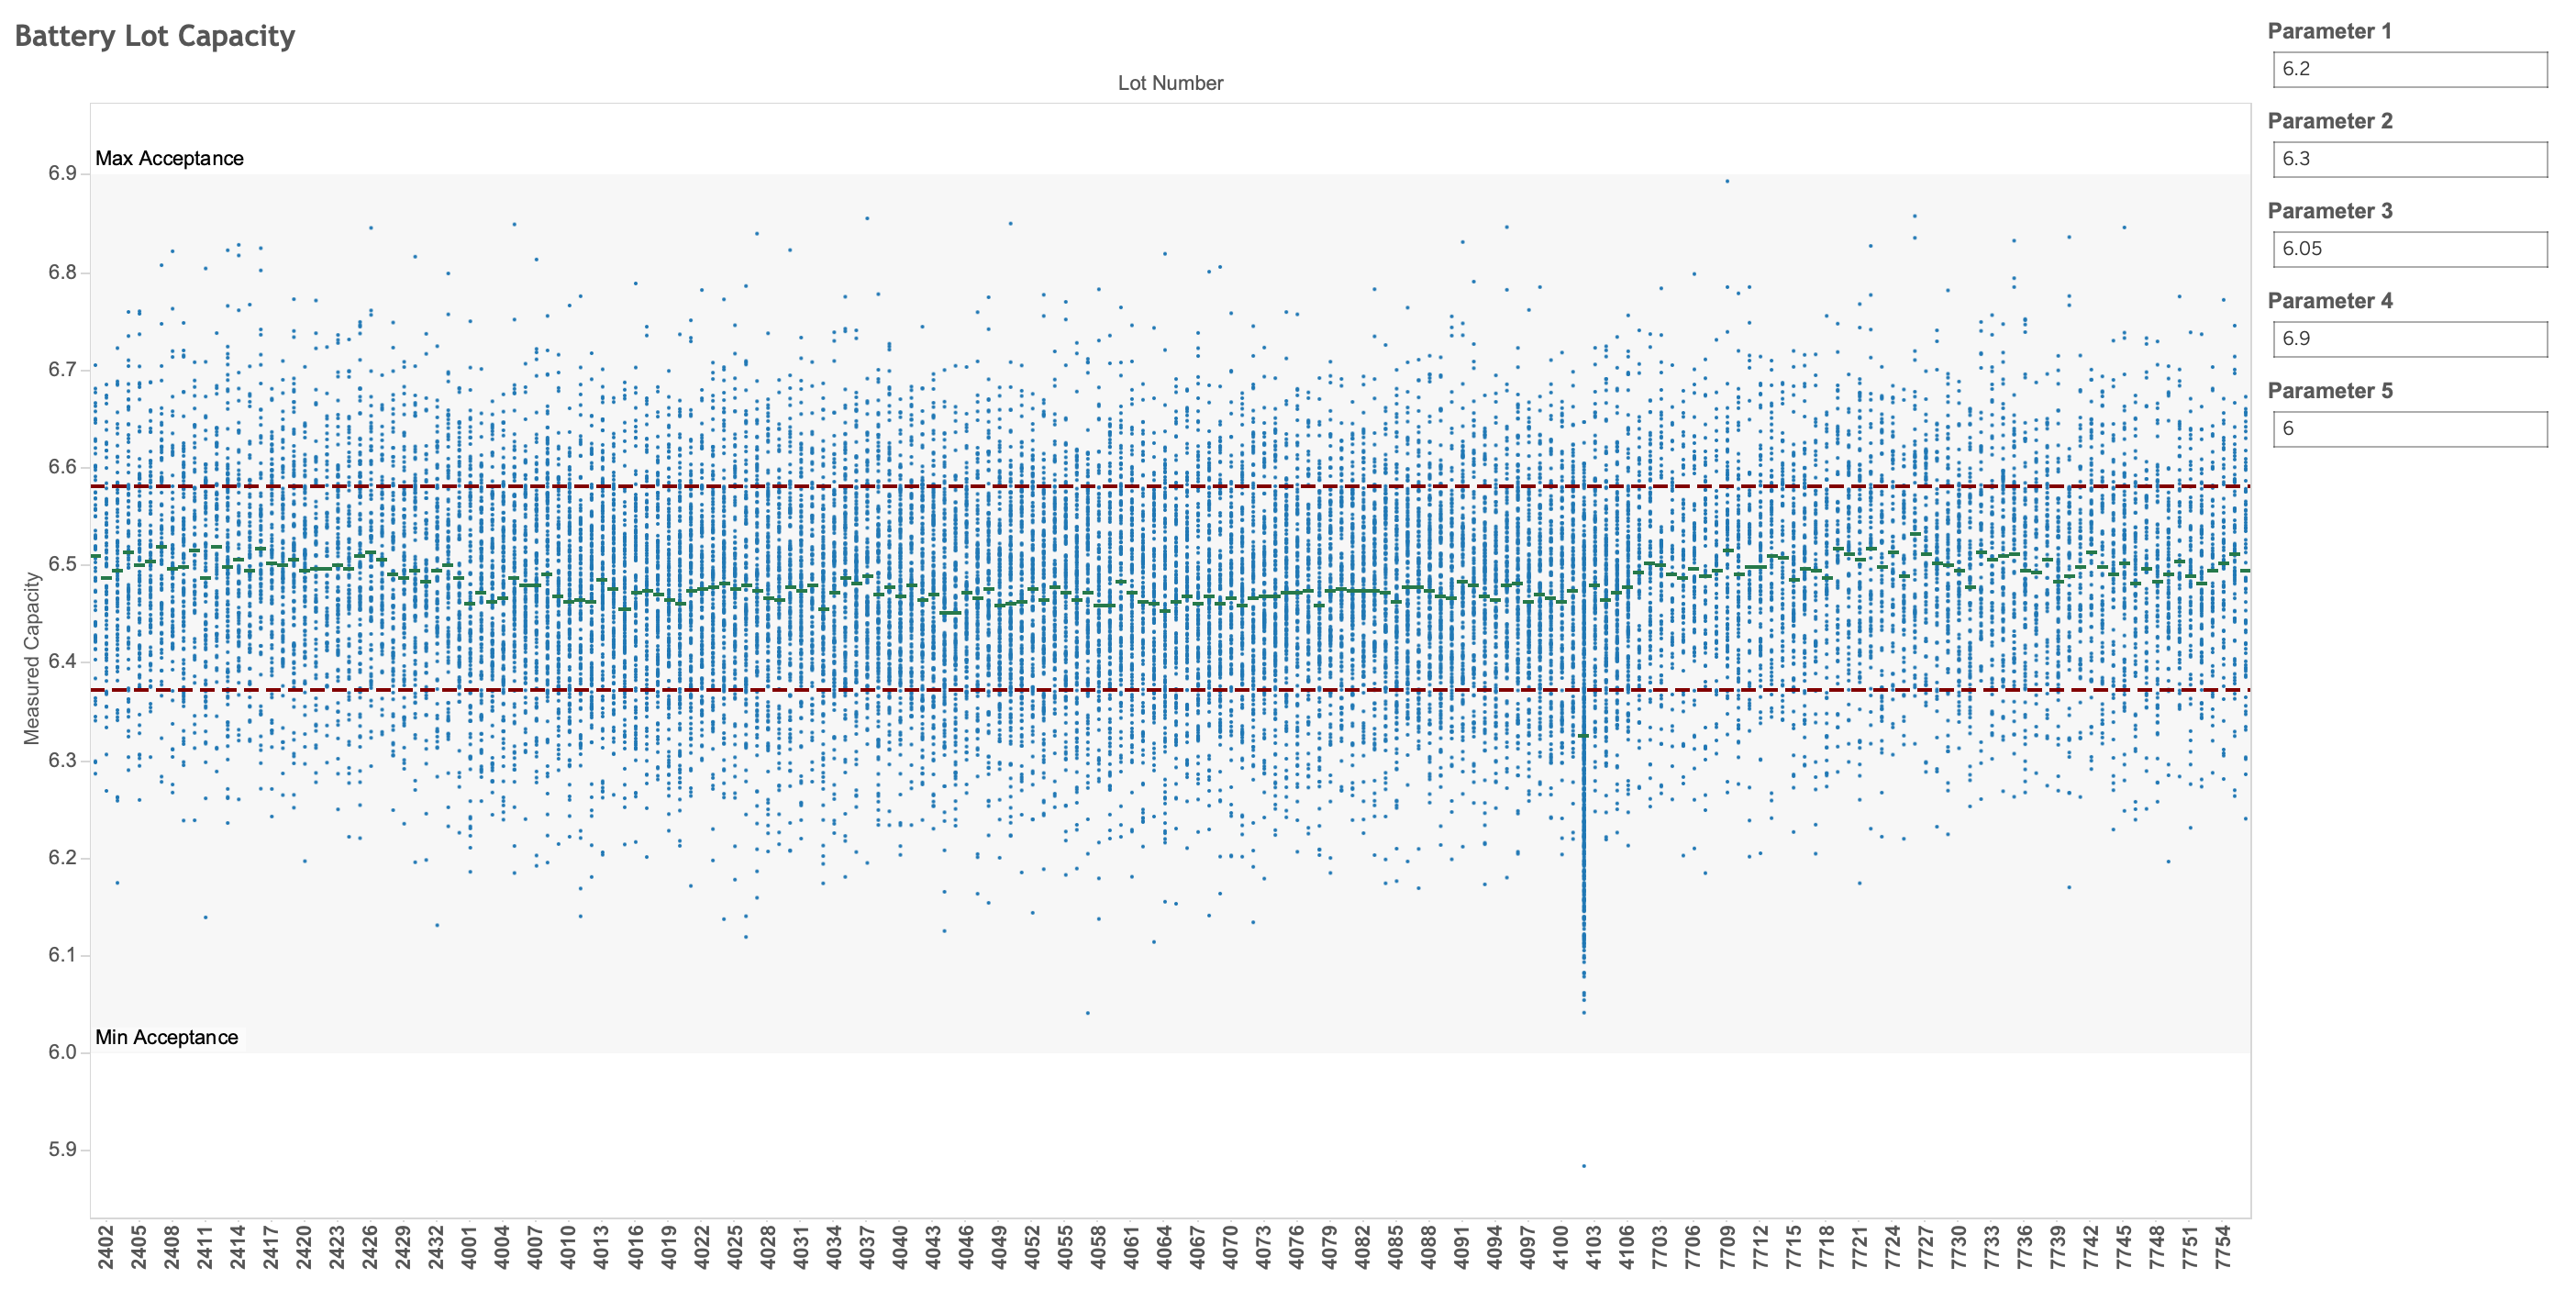 Battery Lot Capacity
Lot Number
Max Acceptance
6.9
6.8
6.7
6.6
6.5
6.4
6.3
6.2
6.1
6.0
5.9
Measured Capacity
Min Acceptance
2402 2405 2408 2411 2414 2417 2420 2423 2426 2429 2432 4001 4004 4007 4010 4013 4016 4019 4022 4025 4028 4031 4034 4037 4040 4043 4046 4049 4052 4055 4058 4061 4064 4067 4070 4073 4076 4079 4082 4085 4088 4091 4094 4097 4100 4103 4106 7703 7706 7709 7712 7715 7718 7721 7724 7727 7730 7733 7736 7739 7742 7745 7748 7751 7754
Parameter 1
6.2
Parameter 2
6.3
Parameter 3
6.05
Parameter 4
6.9
Parameter 5
6